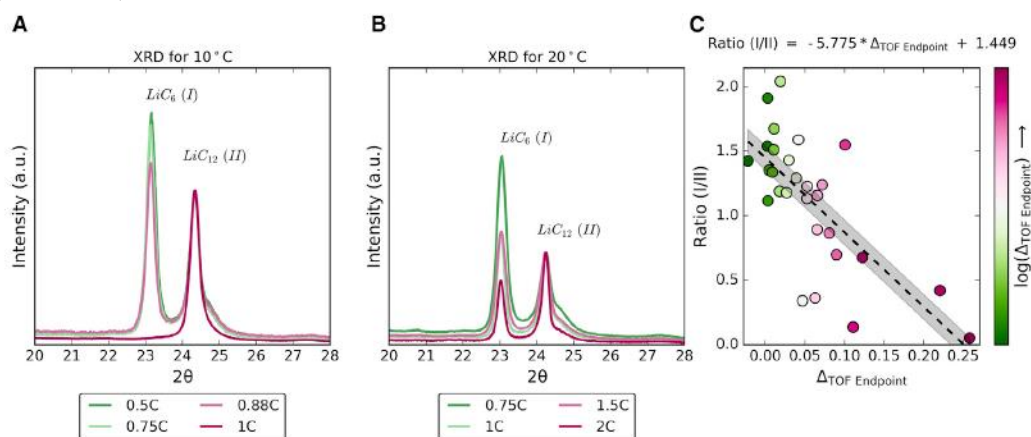 A
B
C
XRD for 10°C
XRD for 20°C
Ratio (I/II) = -5.775*Δ_TOF Endpoint + 1.449
LiC₆ (I)
LiC₁₂ (II)
LiC₆ (I)
LiC₁₂ (II)
Intensity (a.u.)
Intensity (a.u.)
Ratio (I/II)
2.0
1.5
1.0
0.5
0.0
log(Δ_TOF Endpoint) →
20 21 22 23 24 25 26 27 28
20 21 22 23 24 25 26 27 28
0.00 0.05 0.10 0.15 0.20 0.25
2θ
2θ
Δ_TOF Endpoint
0.5C 0.88C
0.75C 1C
0.75C 1.5C
1C 2C